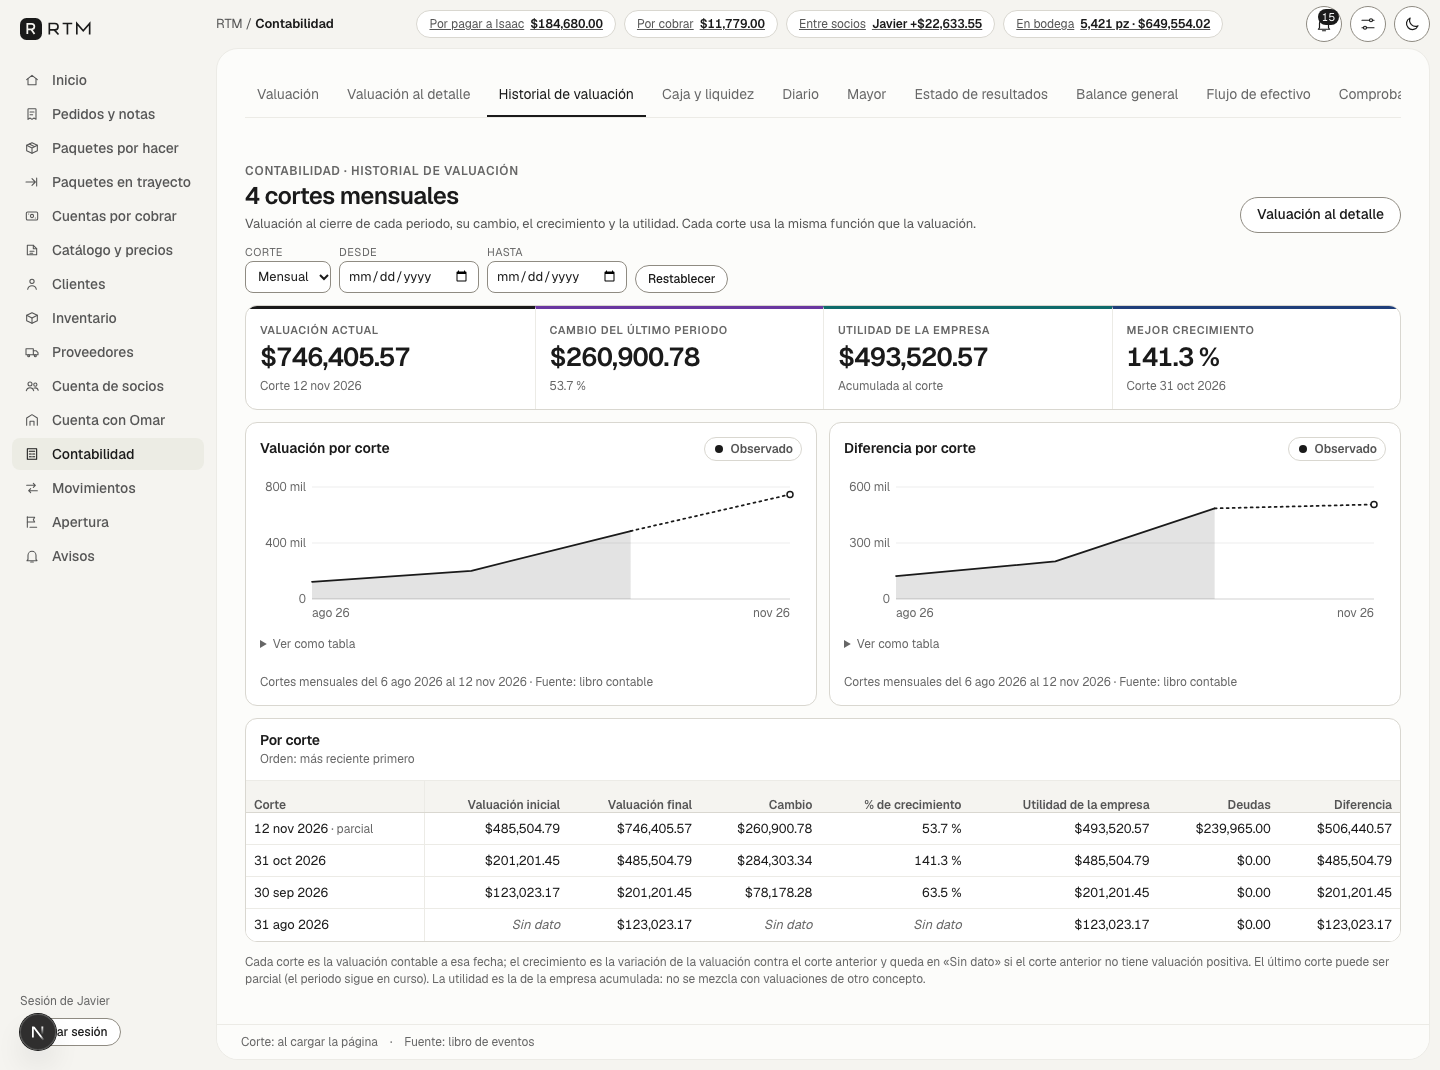 R RTM
RTM / Contabilidad
Por pagar a Isaac $184,680.00
Por cobrar $11,779.00
Entre socios Javier +$22,633.55
En bodega 5,421 pz · $649,554.02
15
Inicio
Pedidos y notas
Paquetes por hacer
Paquetes en trayecto
Cuentas por cobrar
Catálogo y precios
Clientes
Inventario
Proveedores
Cuenta de socios
Cuenta con Omar
Contabilidad
Movimientos
Apertura
Avisos
Sesión de Javier
N ar sesión
Valuación Valuación al detalle Historial de valuación Caja y liquidez Diario Mayor Estado de resultados Balance general Flujo de efectivo Comproba
CONTABILIDAD · HISTORIAL DE VALUACIÓN
4 cortes mensuales
Valuación al cierre de cada periodo, su cambio, el crecimiento y la utilidad. Cada corte usa la misma función que la valuación.
Valuación al detalle
CORTE DESDE HASTA
Mensual mm/dd/yyyy mm/dd/yyyy Restablecer
VALUACIÓN ACTUAL
$746,405.57
Corte 12 nov 2026
CAMBIO DEL ÚLTIMO PERIODO
$260,900.78
53.7 %
UTILIDAD DE LA EMPRESA
$493,520.57
Acumulada al corte
MEJOR CRECIMIENTO
141.3 %
Corte 31 oct 2026
Valuación por corte
Observado
800 mil
400 mil
0
ago 26 nov 26
Ver como tabla
Cortes mensuales del 6 ago 2026 al 12 nov 2026 · Fuente: libro contable
Diferencia por corte
Observado
600 mil
300 mil
0
ago 26 nov 26
Ver como tabla
Cortes mensuales del 6 ago 2026 al 12 nov 2026 · Fuente: libro contable
Por corte
Orden: más reciente primero
Corte Valuación inicial Valuación final Cambio % de crecimiento Utilidad de la empresa Deudas Diferencia
12 nov 2026 · parcial $485,504.79 $746,405.57 $260,900.78 53.7 % $493,520.57 $239,965.00 $506,440.57
31 oct 2026 $201,201.45 $485,504.79 $284,303.34 141.3 % $485,504.79 $0.00 $485,504.79
30 sep 2026 $123,023.17 $201,201.45 $78,178.28 63.5 % $201,201.45 $0.00 $201,201.45
31 ago 2026 Sin dato $123,023.17 Sin dato Sin dato $123,023.17 $0.00 $123,023.17
Cada corte es la valuación contable a esa fecha; el crecimiento es la variación de la valuación contra el corte anterior y queda en «Sin dato» si el corte anterior no tiene valuación positiva. El último corte puede ser
parcial (el periodo sigue en curso). La utilidad es la de la empresa acumulada: no se mezcla con valuaciones de otro concepto.
Corte: al cargar la página · Fuente: libro de eventos